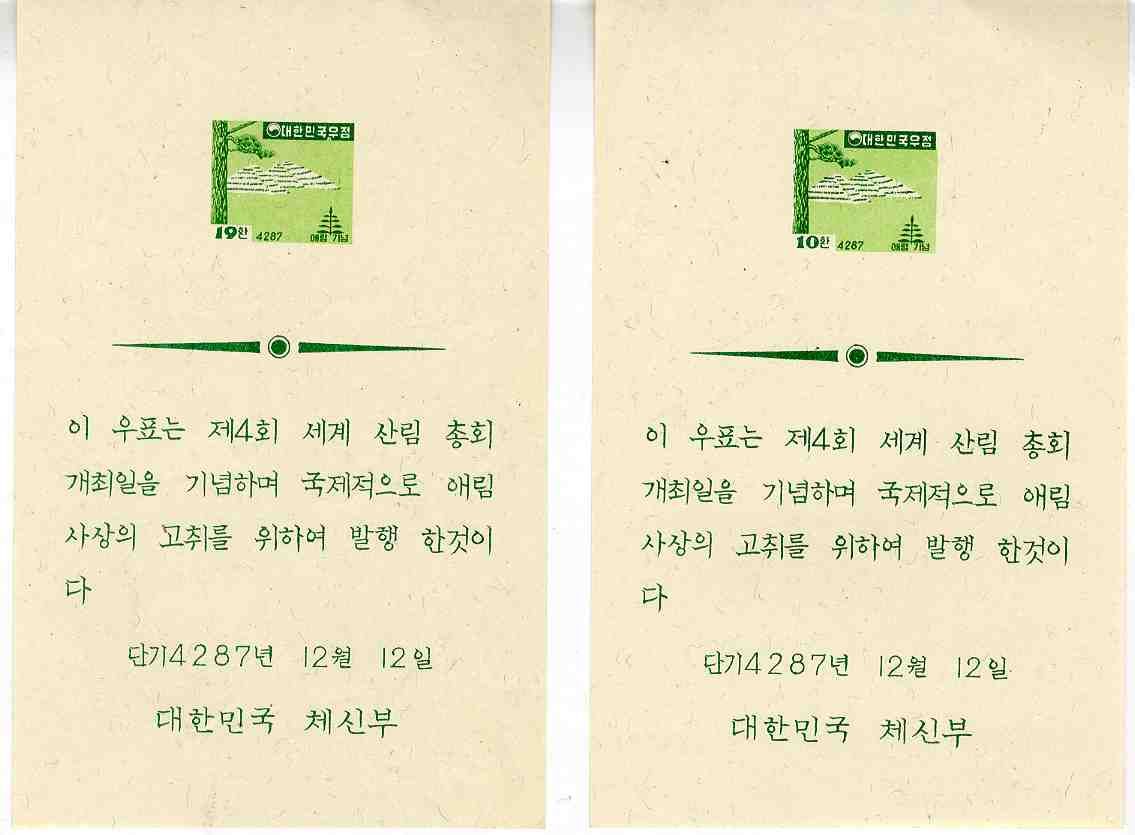 대한민국우정
19환 4287 애림 기념
이 우표는 제4회 세계 산림 총회
개최일을 기념하며 국제적으로 애림
사상의 고취를 위하여 발행 한것이
다
단기4287년 12월 12일
대한민국 체신부
대한민국우정
10환 4287 애림 기념
이 우표는 제4회 세계 산림 총회
개최일을 기념하며 국제적으로 애림
사상의 고취를 위하여 발행 한것이
다
단기4287년 12월 12일
대한민국 체신부